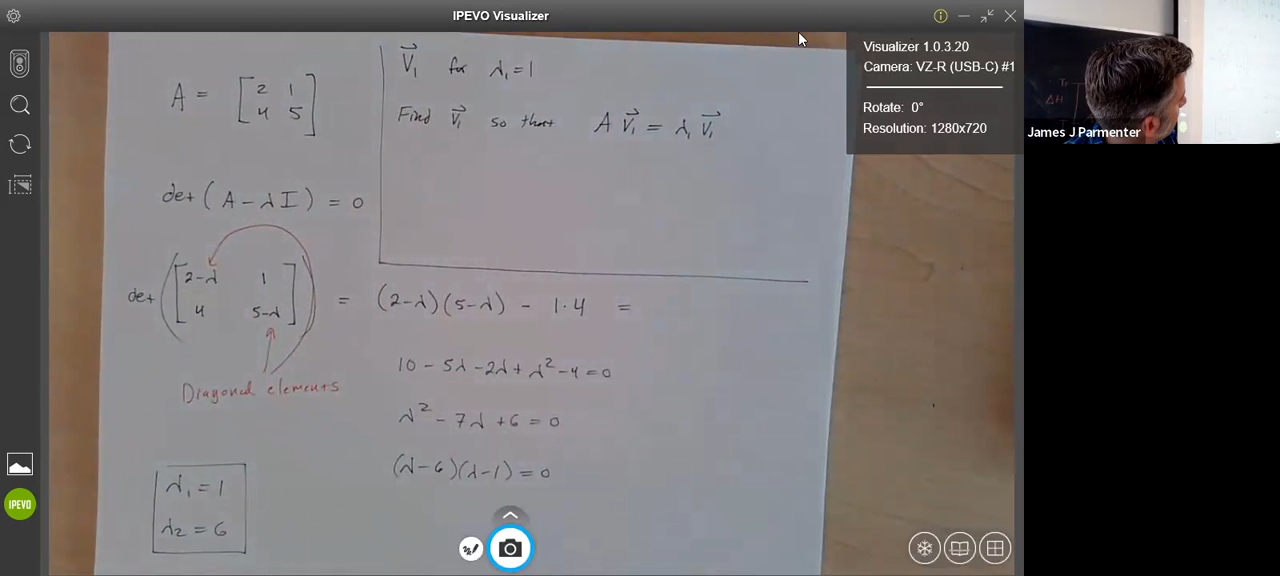 IPEVO Visualizer
Visualizer 1.0.3.20
Camera: VZ-R (USB-C) #1
Rotate: 0°
Resolution: 1280x720
James J Parmenter
A = [2 1
4 5]
det(A - λI) = 0
det([2-λ 1
4 5-λ]) = (2-λ)(5-λ) - 1·4 =
Diagonal elements
10 - 5λ - 2λ + λ² - 4 = 0
λ² - 7λ + 6 = 0
(λ-6)(λ-1) = 0
λ₁ = 1
λ₂ = 6
V⃗₁ for λ₁=1
Find V⃗₁ so that A V⃗₁ = λ₁ V⃗₁
IPEVO